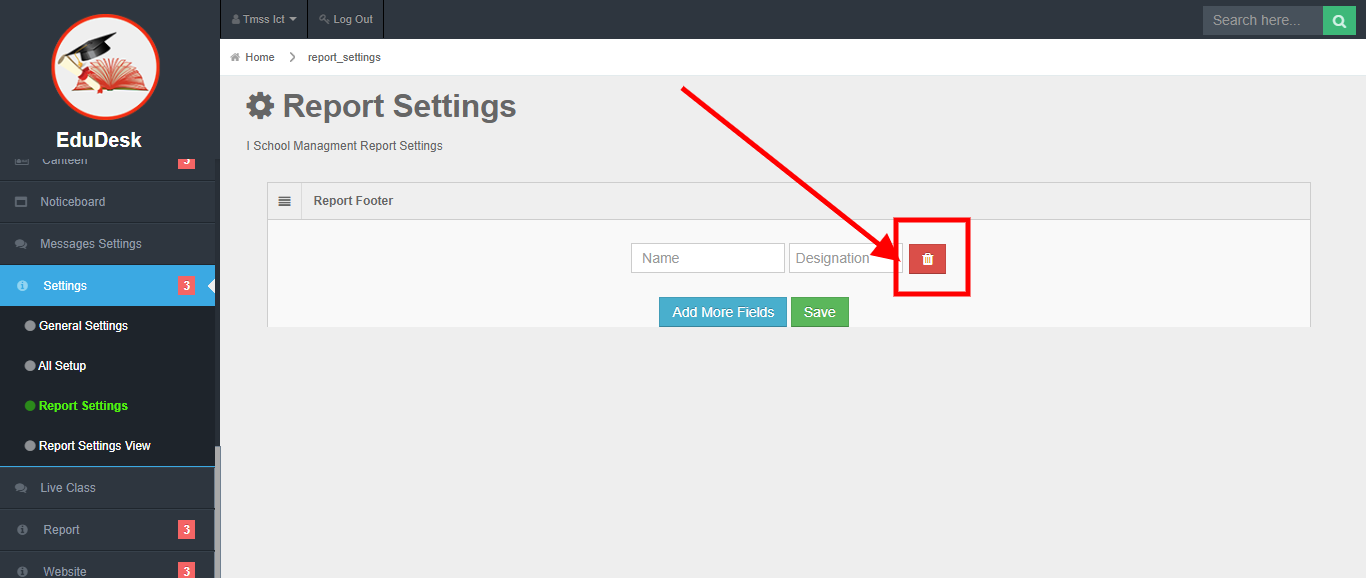 Tmss Ict
Log Out
Search here...
Home
report_settings
EduDesk
Report Settings
I School Managment Report Settings
Canteen 3
Noticeboard
Messages Settings
Settings 3
General Settings
All Setup
Report Settings
Report Settings View
Live Class
Report 3
Website 3
Report Footer
Name
Designation
Add More Fields
Save